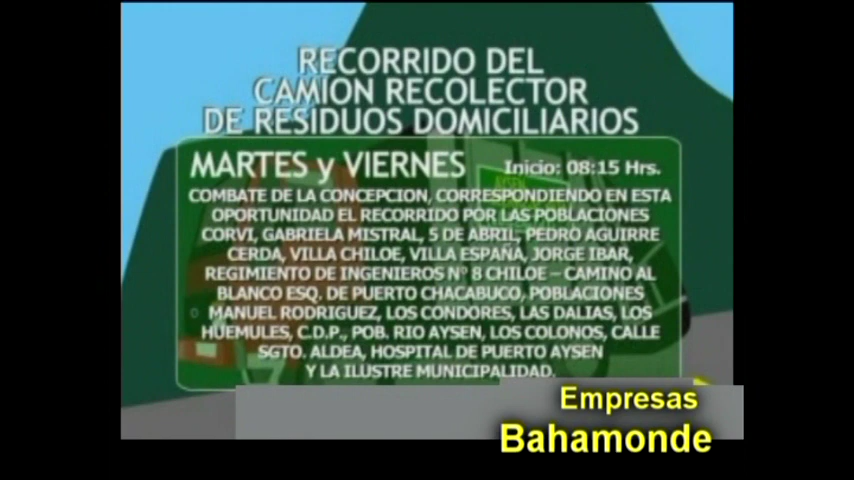 RECORRIDO DEL
CAMION RECOLECTOR
DE RESIDUOS DOMICILIARIOS
MARTES y VIERNES Inicio: 08:15 Hrs.
COMBATE DE LA CONCEPCION, CORRESPONDIENDO EN ESTA
OPORTUNIDAD EL RECORRIDO POR LAS POBLACIONES
CORVI, GABRIELA MISTRAL, 5 DE ABRIL, PEDRO AGUIRRE
CERDA, VILLA CHILOE, VILLA ESPAÑA, JORGE IBAR,
REGIMIENTO DE INGENIEROS N° 8 CHILOE – CAMINO AL
BLANCO ESQ. DE PUERTO CHACABUCO, POBLACIONES
MANUEL RODRIGUEZ, LOS CONDORES, LAS DALIAS, LOS
HUEMULES, C.D.P., POB. RIO AYSEN, LOS COLONOS, CALLE
SGTO. ALDEA, HOSPITAL DE PUERTO AYSEN
Y LA ILUSTRE MUNICIPALIDAD.
Empresas
Bahamonde